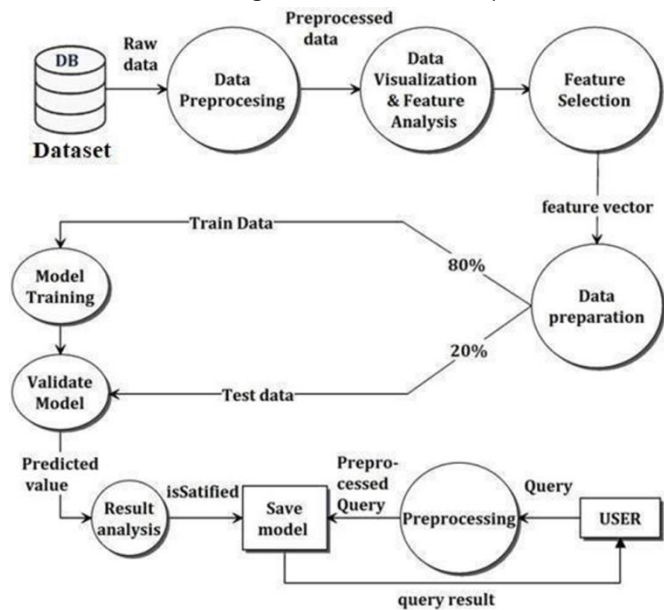 DB
Dataset
Raw
data
Data
Preprocesing
Preprocessed
data
Data
Visualization
& Feature
Analysis
Feature
Selection
feature vector
Data
preparation
80%
Train Data
20%
Test data
Model
Training
Validate
Model
Predicted
value
Result
analysis
isSatified
Save
model
Prepro-
cessed
Query
Preprocessing
Query
USER
query result